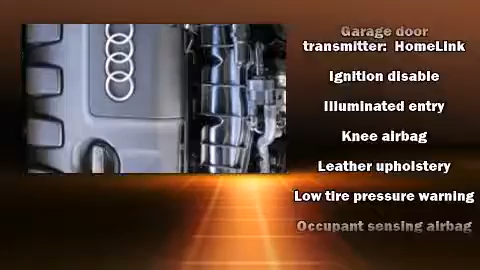 Garage door
transmitter: HomeLink
Ignition disable
Illuminated entry
Knee airbag
Leather upholstery
Low tire pressure warning
Occupant sensing airbag